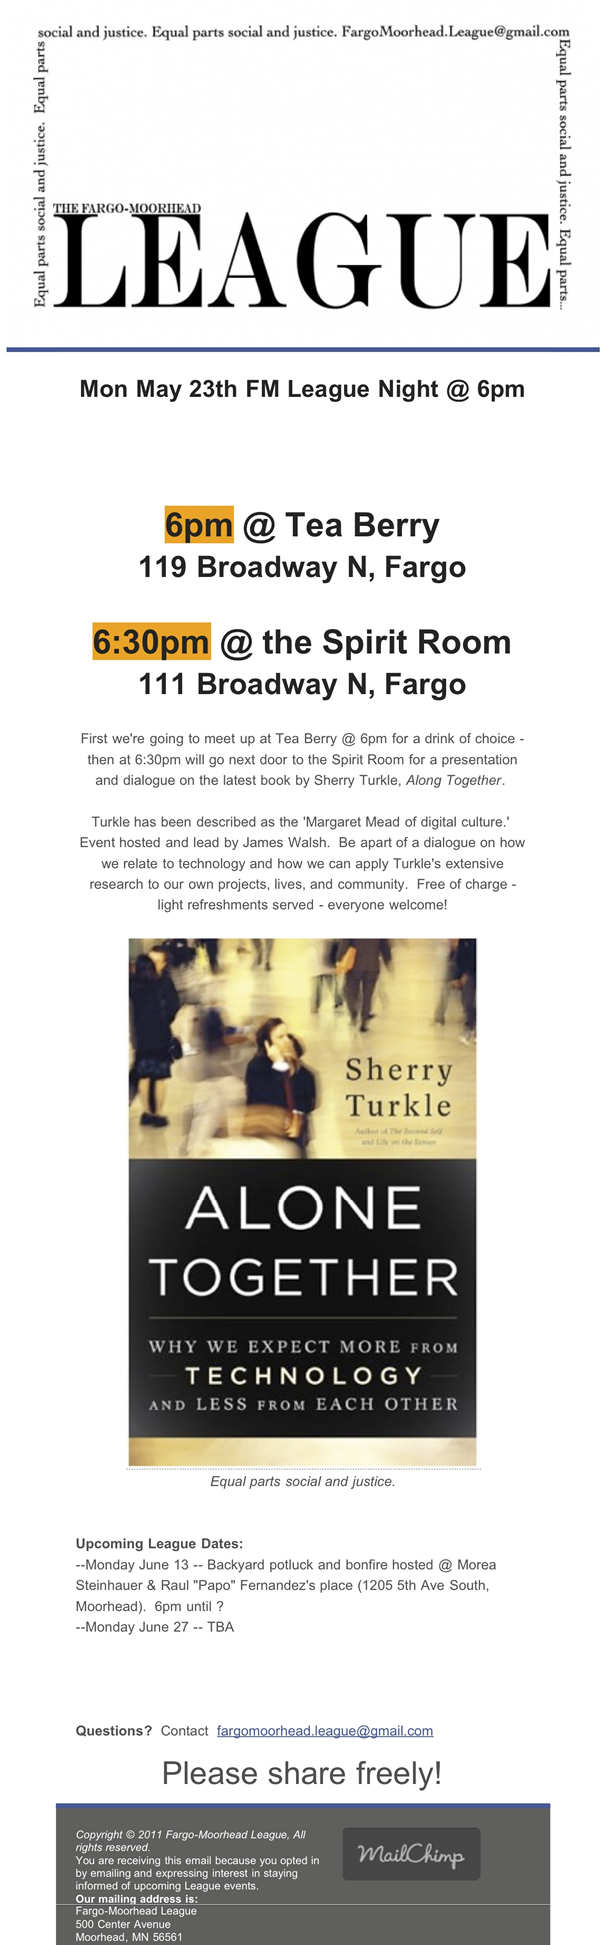 social and justice. Equal parts social and justice. FargoMoorhead.League@gmail.com
Equal parts social and justice. Equal parts
Equal parts social and justice. Equal parts...
THE FARGO-MOORHEAD
LEAGUE
Mon May 23th FM League Night @ 6pm
6pm @ Tea Berry
119 Broadway N, Fargo
6:30pm @ the Spirit Room
111 Broadway N, Fargo
First we're going to meet up at Tea Berry @ 6pm for a drink of choice -
then at 6:30pm will go next door to the Spirit Room for a presentation
and dialogue on the latest book by Sherry Turkle, Along Together.
Turkle has been described as the 'Margaret Mead of digital culture.'
Event hosted and lead by James Walsh. Be apart of a dialogue on how
we relate to technology and how we can apply Turkle's extensive
research to our own projects, lives, and community. Free of charge -
light refreshments served - everyone welcome!
Sherry
Turkle
Author of The Second Self
and Life on the Screen
ALONE
TOGETHER
WHY WE EXPECT MORE FROM
TECHNOLOGY
AND LESS FROM EACH OTHER
Equal parts social and justice.
Upcoming League Dates:
--Monday June 13 -- Backyard potluck and bonfire hosted @ Morea
Steinhauer & Raul "Papo" Fernandez's place (1205 5th Ave South,
Moorhead). 6pm until ?
--Monday June 27 -- TBA
Questions? Contact fargomoorhead.league@gmail.com
Please share freely!
Copyright © 2011 Fargo-Moorhead League, All
rights reserved.
You are receiving this email because you opted in
by emailing and expressing interest in staying
informed of upcoming League events.
Our mailing address is:
Fargo-Moorhead League
500 Center Avenue
Moorhead, MN 56561
MailChimp